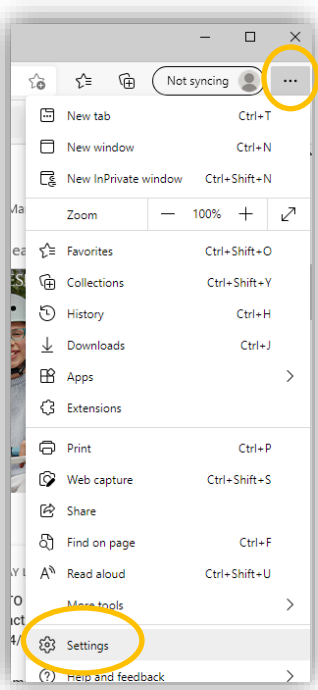 Not syncing
New tab Ctrl+T
New window Ctrl+N
New InPrivate window Ctrl+Shift+N
Zoom 100%
Favorites Ctrl+Shift+O
Collections Ctrl+Shift+Y
History Ctrl+H
Downloads Ctrl+J
Apps
Extensions
Print Ctrl+P
Web capture Ctrl+Shift+S
Share
Find on page Ctrl+F
Read aloud Ctrl+Shift+U
More tools
Settings
Help and feedback